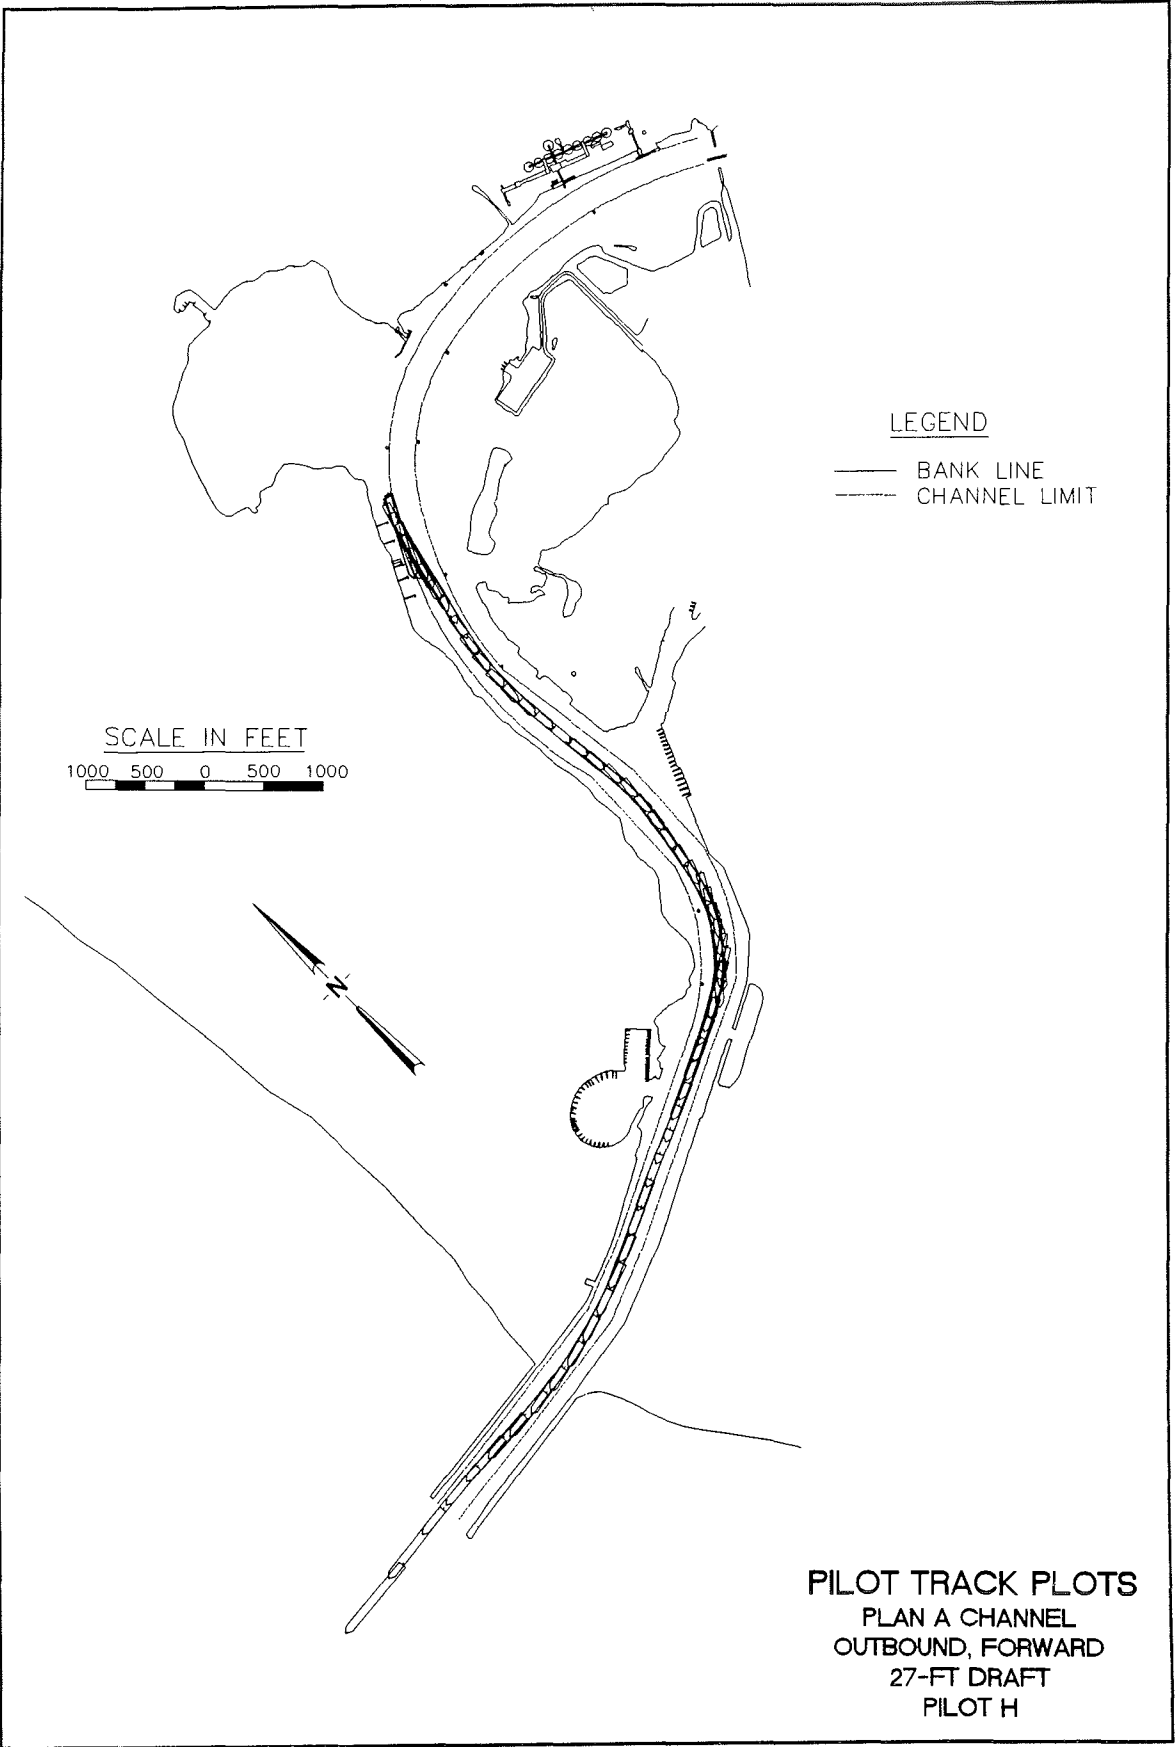 LEGEND
BANK LINE
CHANNEL LIMIT
SCALE IN FEET
1000 500 0 500 1000
N
PILOT TRACK PLOTS
PLAN A CHANNEL
OUTBOUND, FORWARD
27-FT DRAFT
PILOT H